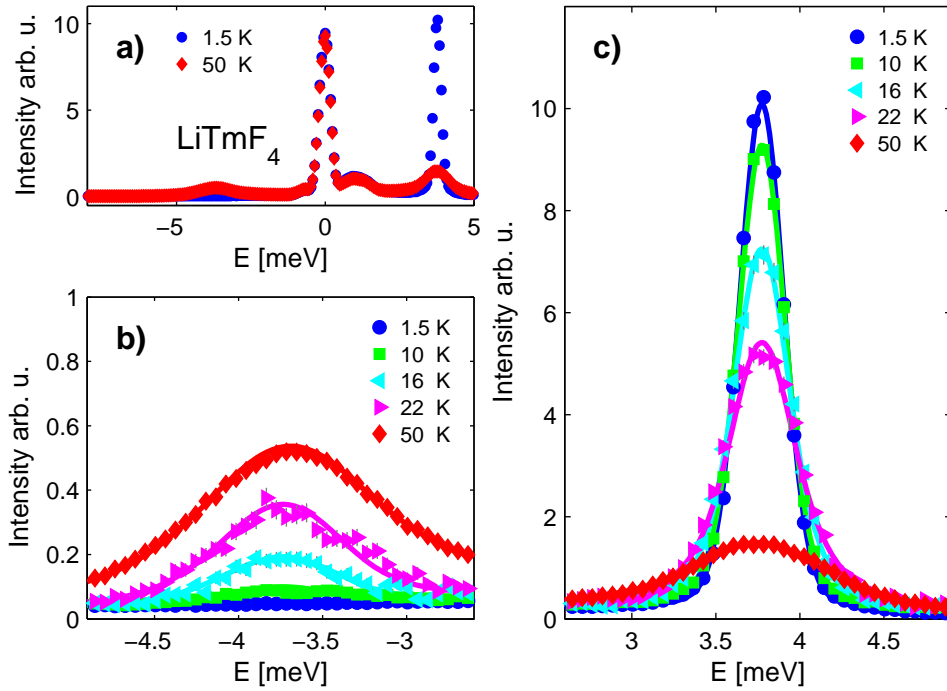 a)
1.5 K
50 K
LiTmF4
Intensity arb. u.
10
5
0
−5
0
5
E [meV]
b)
1.5 K
10 K
16 K
22 K
50 K
Intensity arb. u.
1
0.8
0.6
0.4
0.2
0
−4.5
−4
−3.5
−3
E [meV]
c)
1.5 K
10 K
16 K
22 K
50 K
Intensity arb. u.
10
8
6
4
2
0
3
3.5
4
4.5
E [meV]